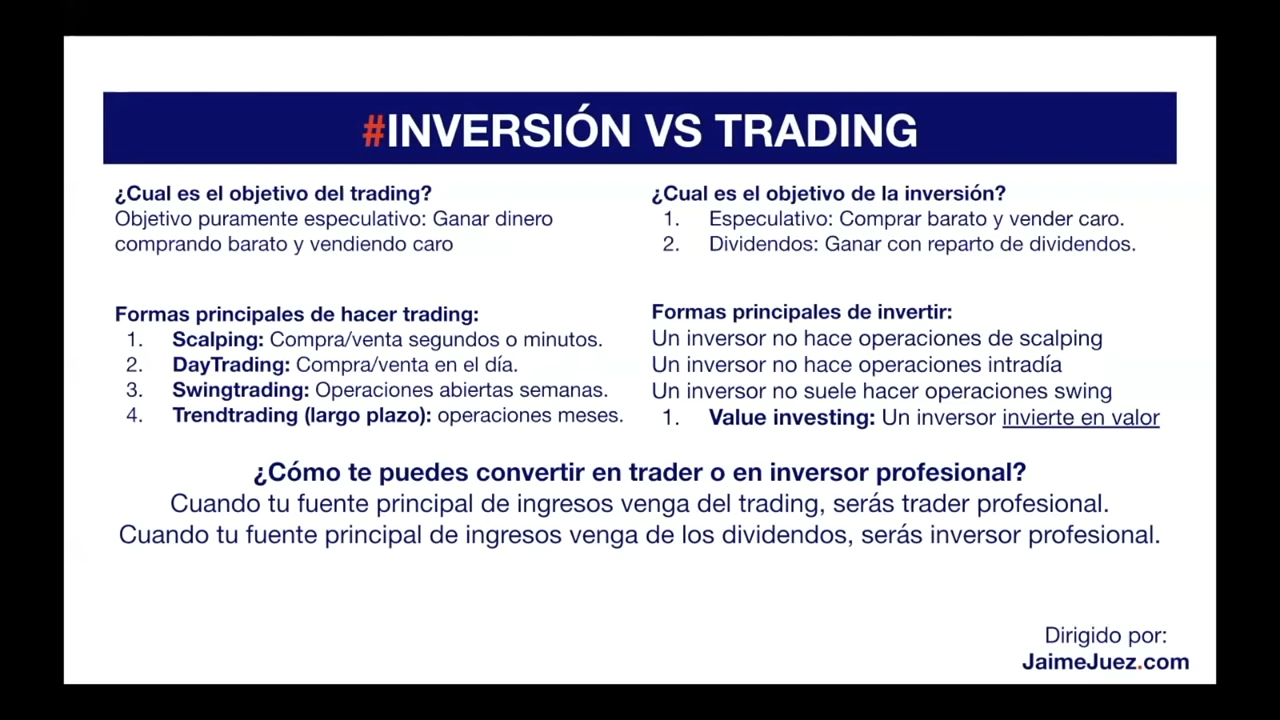 #INVERSIÓN VS TRADING
¿Cual es el objetivo del trading?
Objetivo puramente especulativo: Ganar dinero
comprando barato y vendiendo caro
¿Cual es el objetivo de la inversión?
1. Especulativo: Comprar barato y vender caro.
2. Dividendos: Ganar con reparto de dividendos.
Formas principales de hacer trading:
1. Scalping: Compra/venta segundos o minutos.
2. DayTrading: Compra/venta en el día.
3. Swingtrading: Operaciones abiertas semanas.
4. Trendtrading (largo plazo): operaciones meses.
Formas principales de invertir:
Un inversor no hace operaciones de scalping
Un inversor no hace operaciones intradía
Un inversor no suele hacer operaciones swing
1. Value investing: Un inversor invierte en valor
¿Cómo te puedes convertir en trader o en inversor profesional?
Cuando tu fuente principal de ingresos venga del trading, serás trader profesional.
Cuando tu fuente principal de ingresos venga de los dividendos, serás inversor profesional.
Dirigido por:
JaimeJuez.com